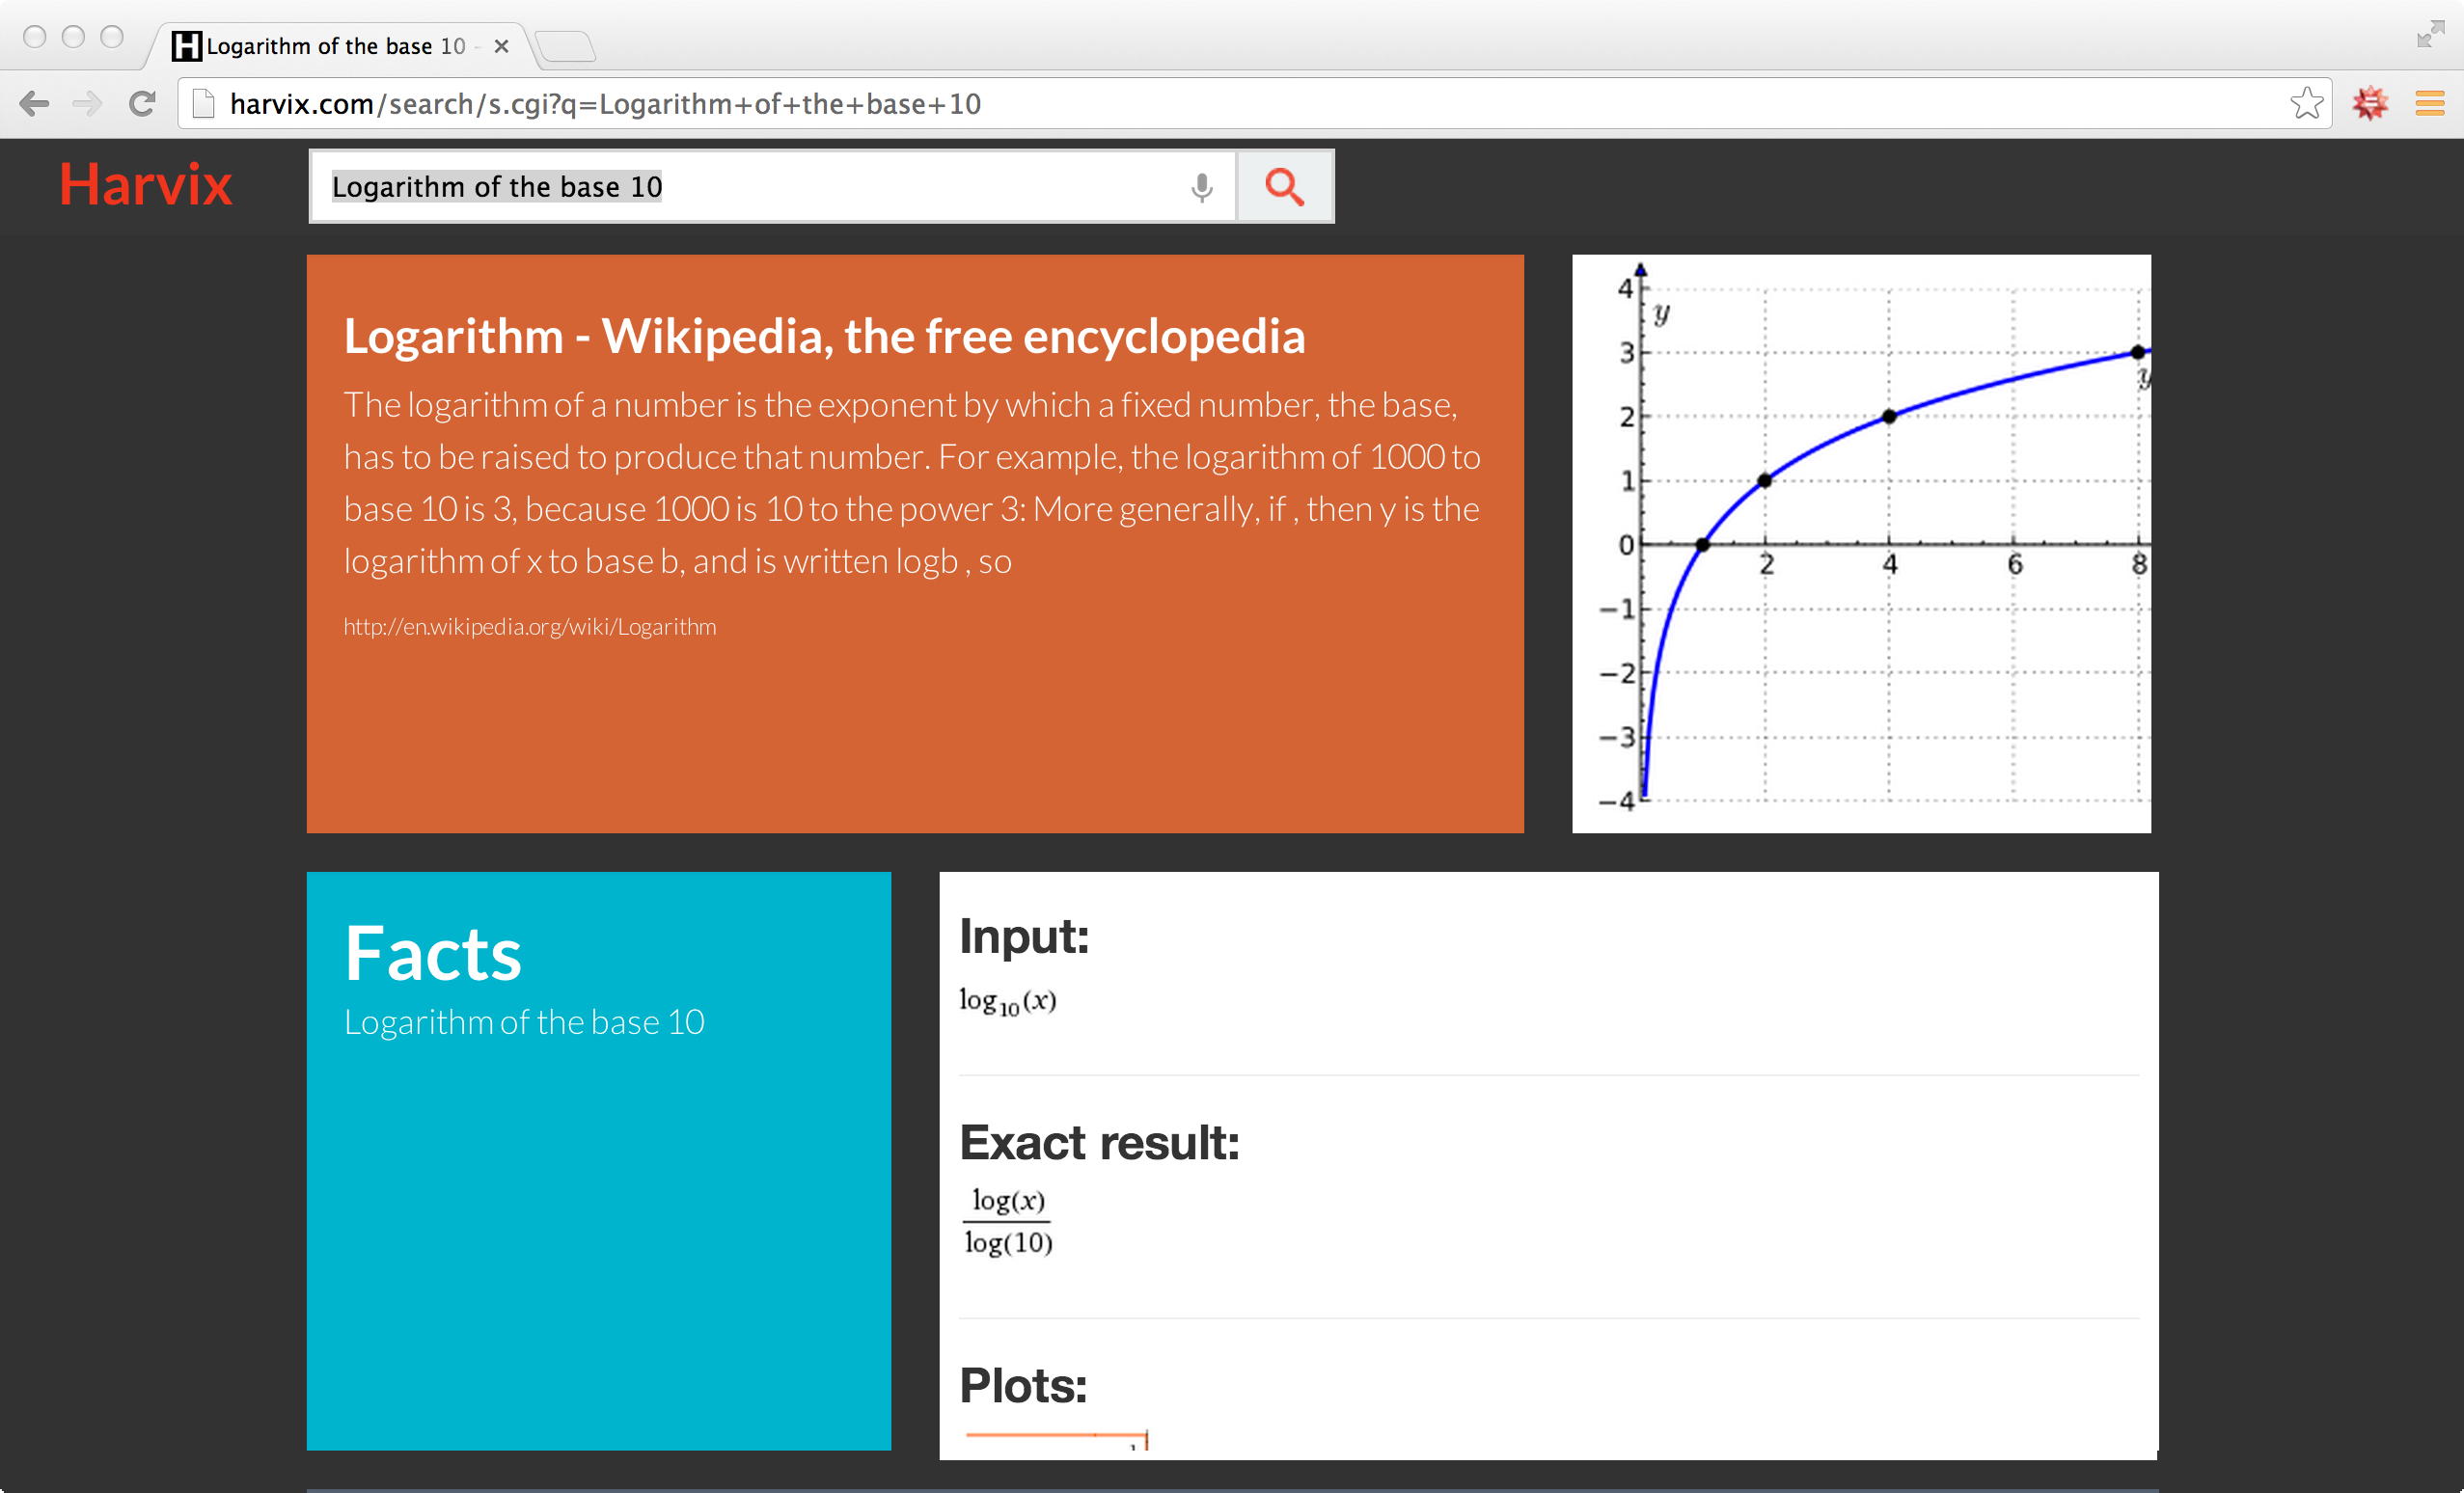 Logarithm of the base 10 -
harvix.com/search/s.cgi?q=Logarithm+of+the+base+10
Harvix
Logarithm of the base 10
Logarithm - Wikipedia, the free encyclopedia
The logarithm of a number is the exponent by which a fixed number, the base,
has to be raised to produce that number. For example, the logarithm of 1000 to
base 10 is 3, because 1000 is 10 to the power 3: More generally, if , then y is the
logarithm of x to base b, and is written logb , so
http://en.wikipedia.org/wiki/Logarithm
4
y
3
y
2
1
0
2 4 6 8
−1
−2
−3
−4
Facts
Logarithm of the base 10
Input:
log₁₀(x)
Exact result:
log(x)
log(10)
Plots: